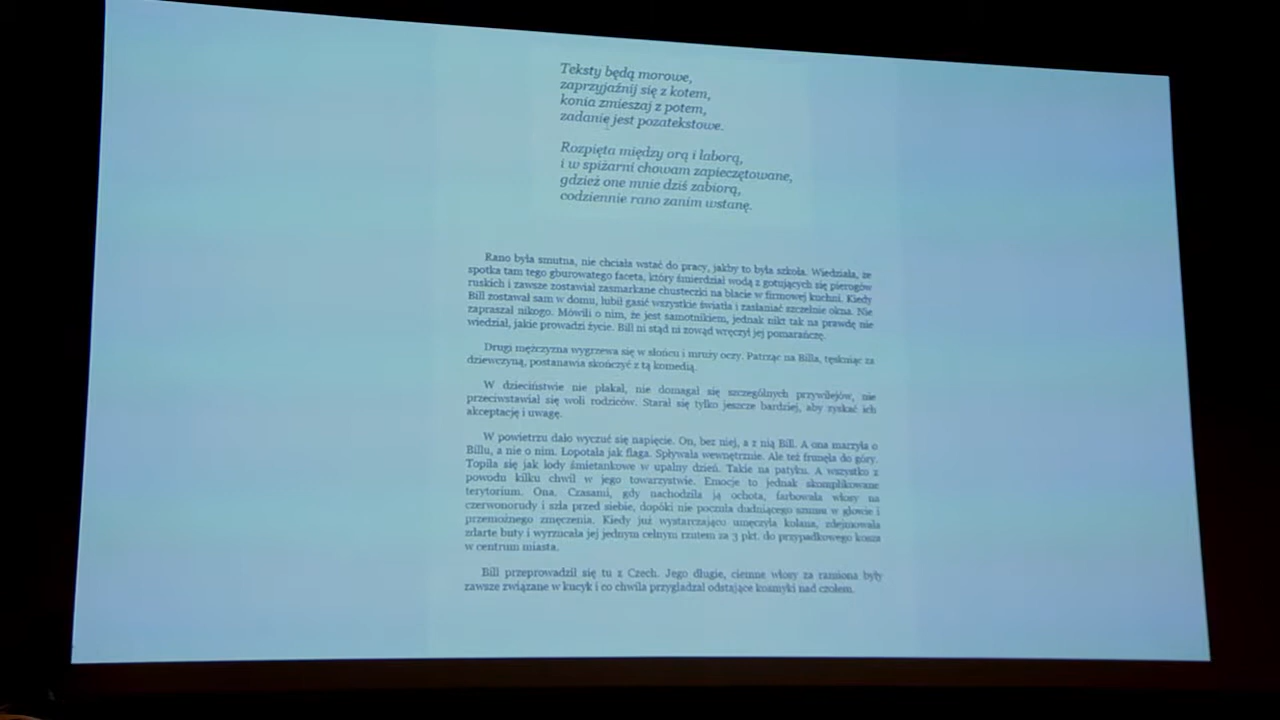 Teksty będą morowe,
zaprzyjaźnij się z kotem,
konia zmieszaj z potem,
zadanie jest pozatekstowe.
Rozpięta między orą i laborą,
i w spiżarni chowam zapieczętowane,
gdzież one mnie dziś zabiorą,
codziennie rano zanim wstanę.
Rano była smutna, nie chciała wstać do pracy, jakby to była szkoła. Wiedziała, że
spotka tam tego gburowatego faceta, który śmierdział wodą z gotujących się pierogów
ruskich i zawsze zostawiał zasmarkane chusteczki na blacie w firmowej kuchni. Kiedy
Bill zostawał sam w domu, lubił gasić wszystkie światła i zasłaniać szczelnie okna. Nie
zapraszał nikogo. Mówili o nim, że jest samotnikiem, jednak nikt tak na prawdę nie
wiedział, jakie prowadzi życie. Bill ni stąd ni zowąd wręczył jej pomarańczę.
Drugi mężczyzna wygrzewa się w słońcu i mruży oczy. Patrząc na Billa, tęskniąc za
dziewczyną, postanawia skończyć z tą komedią.
W dzieciństwie nie płakał, nie domagał się szczególnych przywilejów, nie
przeciwstawiał się woli rodziców. Starał się tylko jeszcze bardziej, aby zyskać ich
akceptację i uwagę.
W powietrzu dało wyczuć się napięcie. On, bez niej, a z nią Bill. A ona marzyła o
Billu, a nie o nim. Łopotała jak flaga. Spływała wewnętrznie. Ale też frunęła do góry.
Topiła się jak lody śmietankowe w upalny dzień. Takie na patyku. A wszystko z
powodu kilku chwil w jego towarzystwie. Emocje to jednak skomplikowane
terytorium. Ona. Czasami, gdy nachodziła ją ochota, farbowała włosy na
czerwonorudy i szła przed siebie, dopóki nie poczuła dudniącego szumu w głowie i
przemożnego zmęczenia. Kiedy już wystarczająco umęczyła kolana, zdejmowała
zdarte buty i wyrzucała jej jednym celnym rzutem za 3 pkt. do przypadkowego kosza
w centrum miasta.
Bill przeprowadził się tu z Czech. Jego długie, ciemne włosy za ramiona były
zawsze związane w kucyk i co chwila przygładzał odstające kosmyki nad czołem.